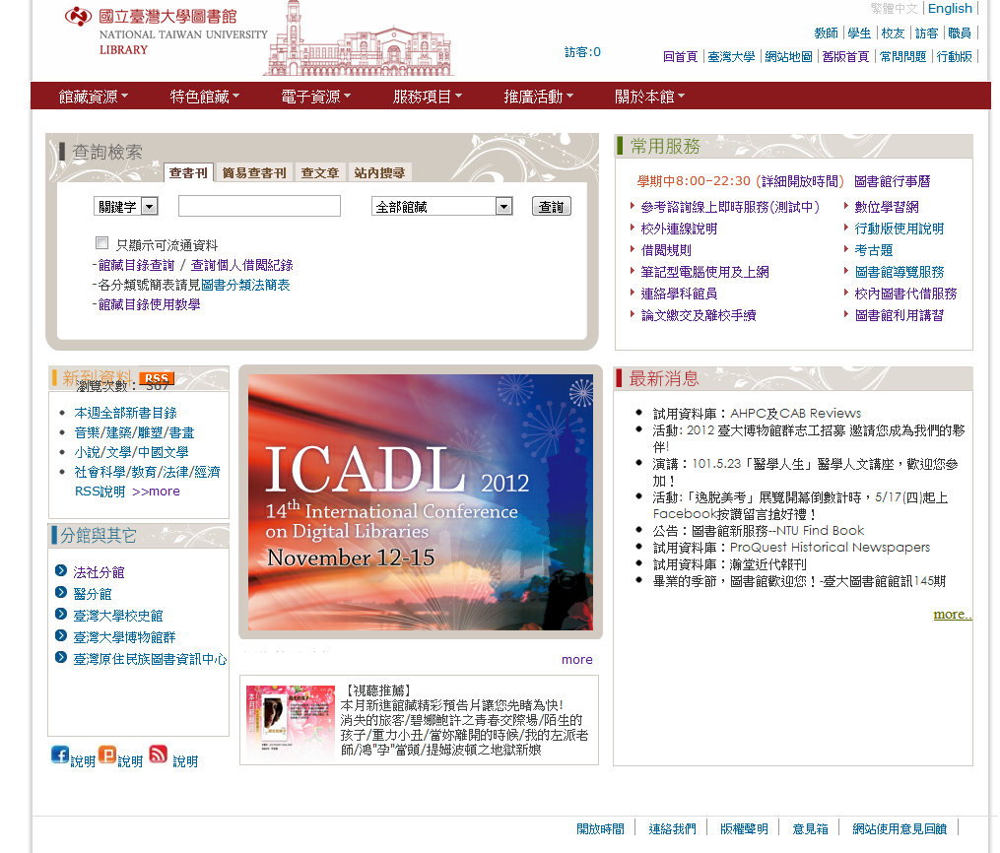 國立臺灣大學圖書館
NATIONAL TAIWAN UNIVERSITY
LIBRARY
繁體中文 | English |
教師 | 學生 | 校友 | 訪客 | 職員 |
訪客:0
回首頁 | 臺灣大學 | 網站地圖 | 舊版首頁 | 常問問題 | 行動版 |
館藏資源 特色館藏 電子資源 服務項目 推廣活動 關於本館
查詢檢索
查書刊 簡易查書刊 查文章 站內搜尋
關鍵字 全部館藏 查詢
只顯示可流通資料
-館藏目錄查詢 / 查詢個人借閱紀錄
-各分類號簡表請見圖書分類法簡表
-館藏目錄使用教學
常用服務
學期中8:00~22:30 (詳細開放時間) 圖書館行事曆
參考諮詢線上即時服務(測試中) 數位學習網
校外連線說明 行動版使用說明
借閱規則 考古題
筆記型電腦使用及上網 圖書館導覽服務
連絡學科館員 校內圖書代借服務
論文繳交及離校手續 圖書館利用講習
新到資料 RSS
瀏覽次數： 367
本週全部新書目錄
音樂/建築/雕塑/書畫
小說/文學/中國文學
社會科學/教育/法律/經濟
RSS說明 >>more
分館與其它
法社分館
醫分館
臺灣大學校史館
臺灣大學博物館群
臺灣原住民族圖書資訊中心
說明 說明 說明
ICADL 2012
14th International Conference
on Digital Libraries
November 12-15
more
【視聽推薦】
本月新進館藏精彩預告片讓您先睹為快!
消失的旅客/碧娜鮑許之青春交際場/陌生的
孩子/重力小丑/當妳離開的時候/我的左派老
師/鴻"孕"當頭/提姆波頓之地獄新娘
最新消息
試用資料庫：AHPC及CAB Reviews
活動: 2012 臺大博物館群志工招募 邀請您成為我們的夥
伴!
演講：101.5.23「醫學人生」醫學人文講座，歡迎您參
加！
活動:「逸脫美考」展覽開幕倒數計時，5/17(四)起上
Facebook按讚留言搶好禮！
公告：圖書館新服務--NTU Find Book
試用資料庫：ProQuest Historical Newspapers
試用資料庫：瀚堂近代報刊
畢業的季節，圖書館歡迎您！-臺大圖書館館訊145期
more..
開放時間 | 連絡我們 | 版權聲明 | 意見箱 | 網站使用意見回饋 |